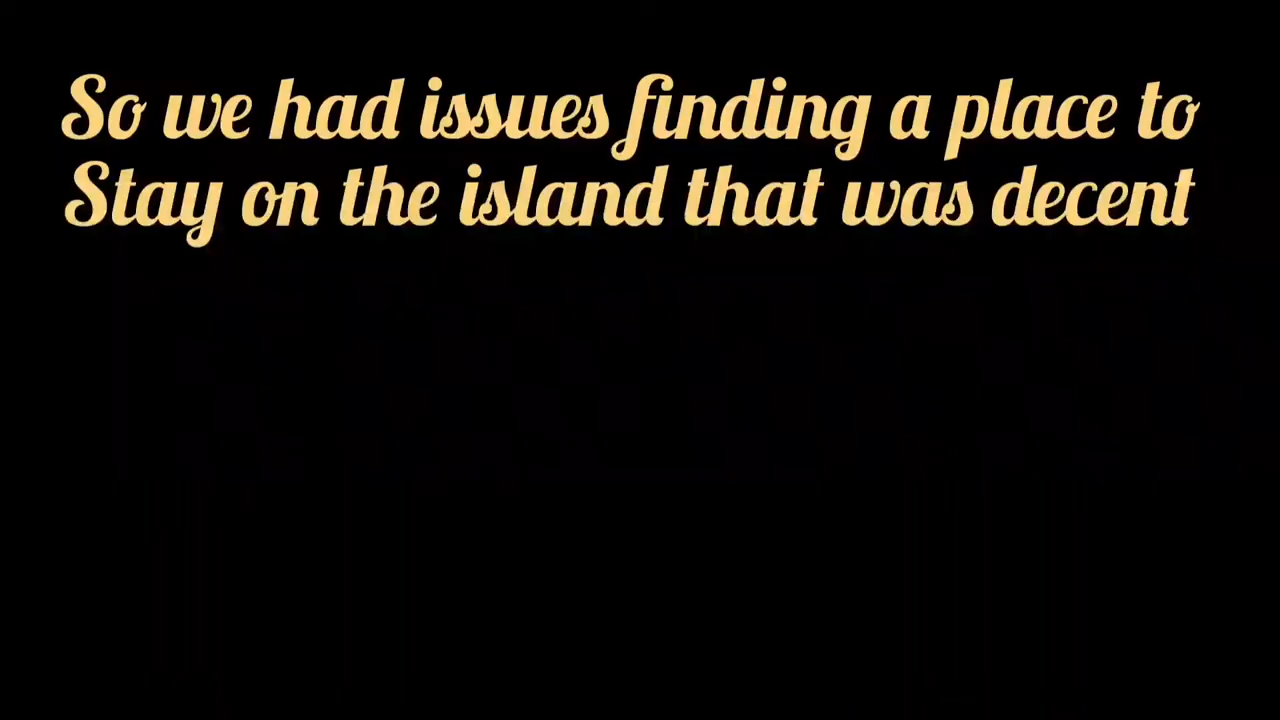 So we had issues finding a place to
Stay on the island that was decent